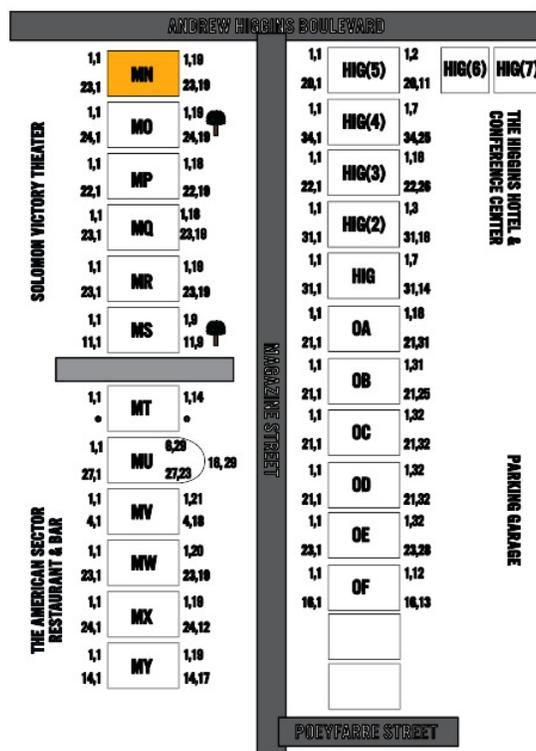 ANDREW HIGGINS BOULEVARD
1,1 1,19
MN
23,1 23,19
1,1 1,19
MO
24,1 24,19
1,1 1,18
MP
22,1 22,19
1,1 1,18
MQ
23,1 23,19
1,1 1,19
MR
23,1 23,19
1,1 1,9
MS
11,1 11,9
SOLOMON VICTORY THEATER
1,1 1,14
MT
1,1 6,29
MU 16,29
27,1 27,23
1,1 1,21
MV
4,1 4,18
1,1 1,20
MW
23,1 23,19
1,1 1,19
MX
24,1 24,12
1,1 1,19
MY
14,1 14,17
THE AMERICAN SECTOR
RESTAURANT & BAR
MAGAZINE STREET
1,1 1,2
HIG(5) HIG(6) HIG(7)
20,1 20,11
1,1 1,7
HIG(4)
34,1 34,25
1,1 1,18
HIG(3)
22,1 22,26
1,1 1,3
HIG(2)
31,1 31,18
1,1 1,7
HIG
31,1 31,14
THE HIGGINS HOTEL &
CONFERENCE CENTER
1,1 1,18
OA
21,1 21,31
1,1 1,31
OB
21,1 21,25
1,1 1,32
OC
21,1 21,32
1,1 1,32
OD
21,1 21,32
1,1 1,32
OE
23,1 23,28
1,1 1,12
OF
16,1 16,13
PARKING GARAGE
POEYFARRE STREET